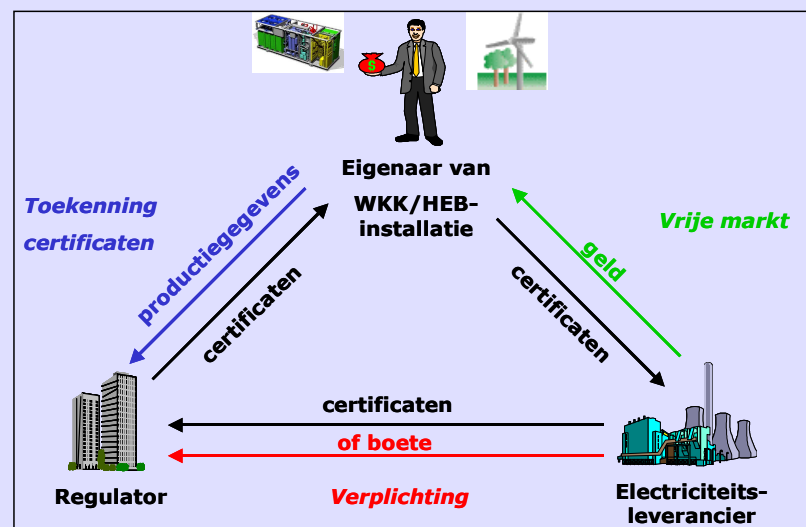 $
Eigenaar van
WKK/HEB-
installatie
Toekenning
certificaten
productiegegevens
certificaten
certificaten
geld
Vrije markt
certificaten
of boete
Regulator
Verplichting
Electriciteits-
leverancier